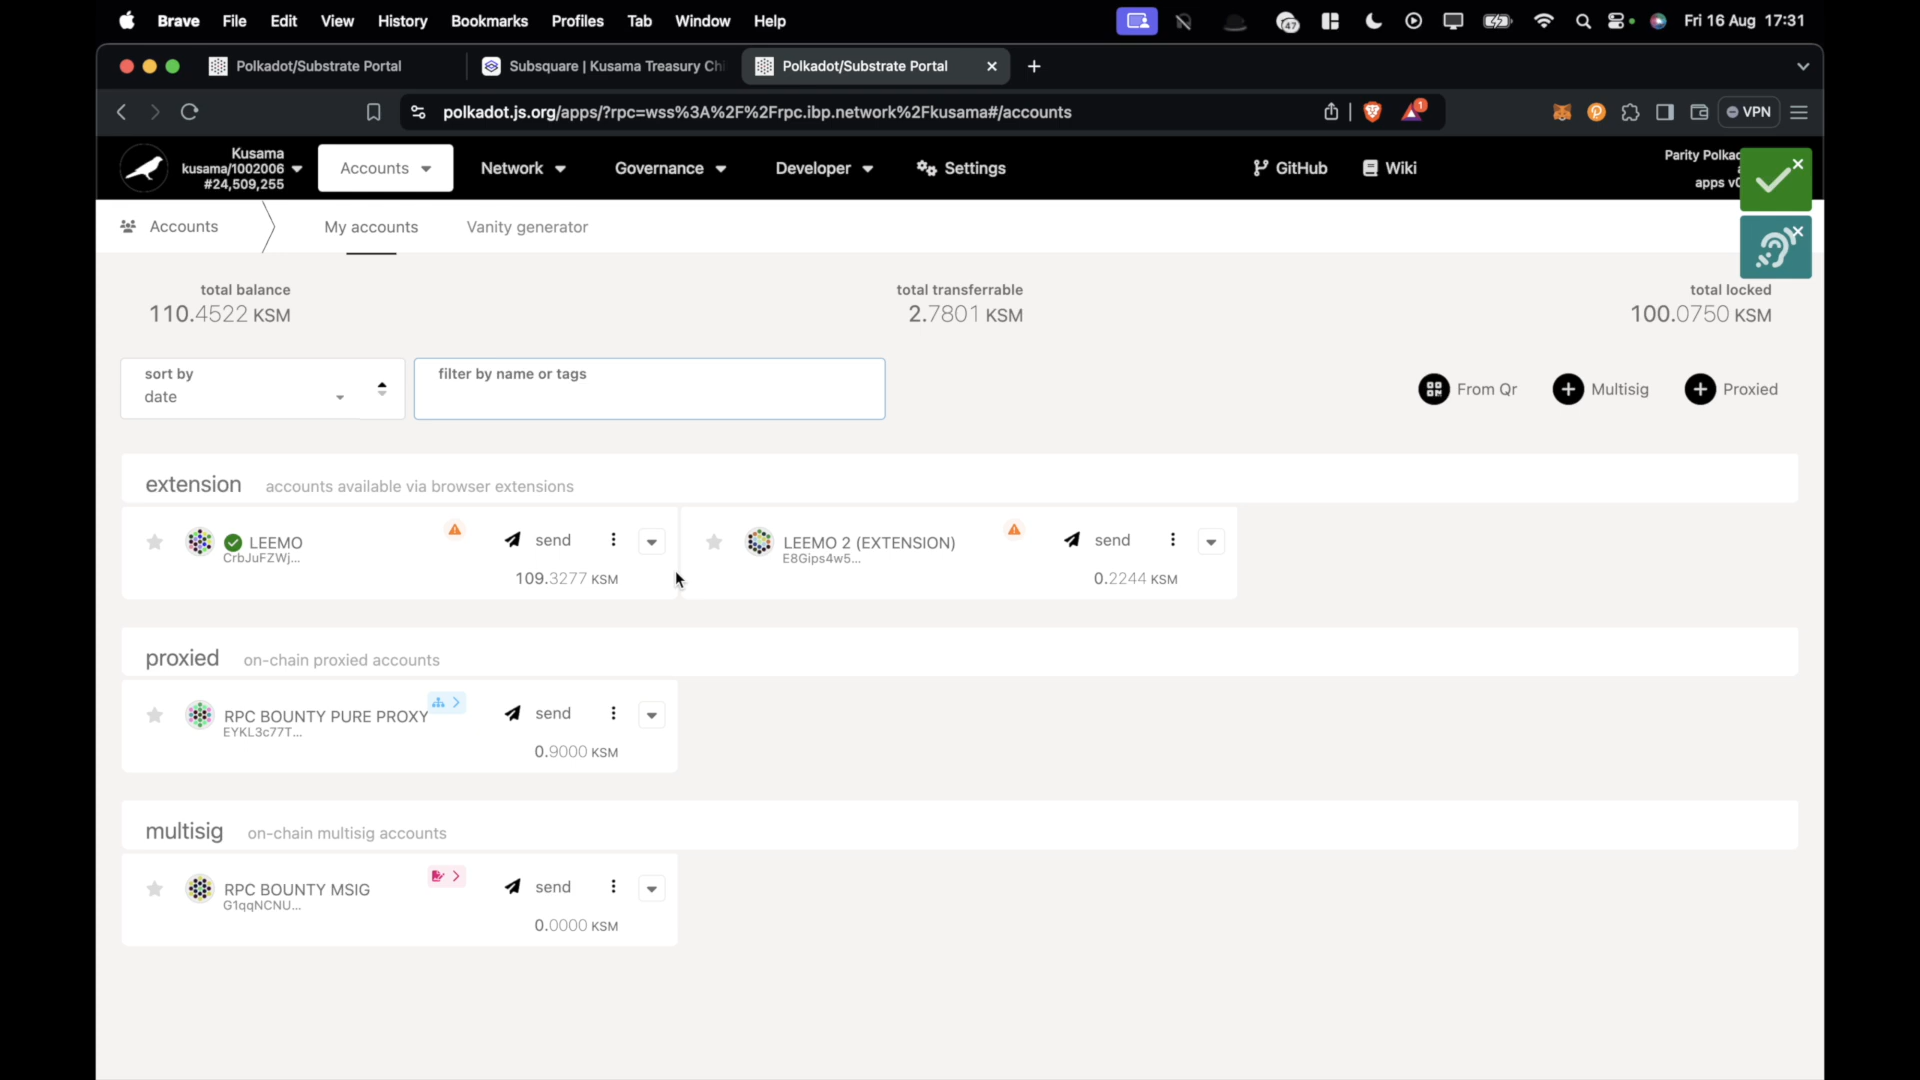 Brave File Edit View History Bookmarks Profiles Tab Window Help 47 Fri 16 Aug 17:31
Polkadot/Substrate Portal Subsquare | Kusama Treasury Chi Polkadot/Substrate Portal
polkadot.js.org/apps/?rpc=wss%3A%2F%2Frpc.ibp.network%2Fkusama#/accounts 1 VPN
Kusama
kusama/1002006
#24,509,255
Accounts Network Governance Developer Settings GitHub Wiki
Parity Polkad
apps v0
Accounts My accounts Vanity generator
total balance total transferrable total locked
110.4522 KSM 2.7801 KSM 100.0750 KSM
sort by filter by name or tags
date
From Qr Multisig Proxied
extension accounts available via browser extensions
LEEMO send LEEMO 2 (EXTENSION) send
CrbJuFZWj... E8Gips4w5...
109.3277 KSM 0.2244 KSM
proxied on-chain proxied accounts
RPC BOUNTY PURE PROXY send
EYKL3c77T...
0.9000 KSM
multisig on-chain multisig accounts
RPC BOUNTY MSIG send
G1qqNCNU...
0.0000 KSM